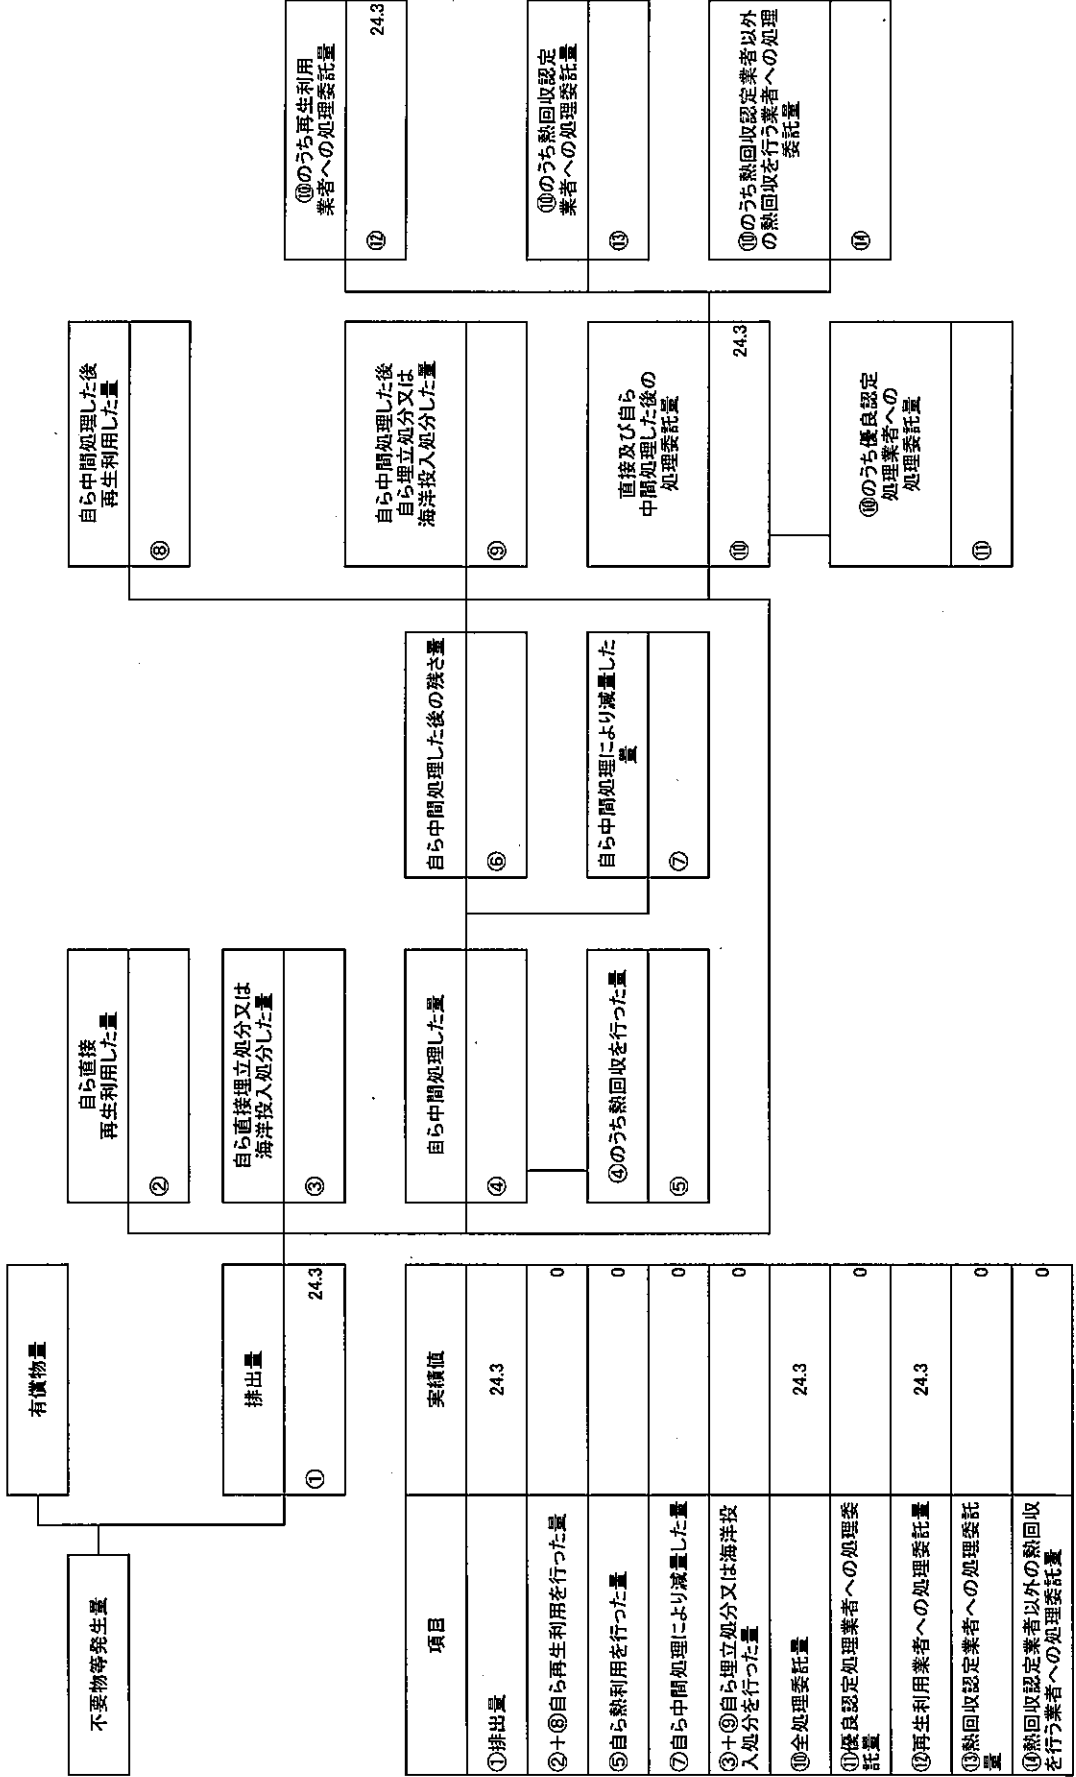 不要物等発生量
有償物量
排出量
①
24.3
自ら直接
再生利用した量
②
自ら直接埋立処分又は
海洋投入処分した量
③
自ら中間処理した量
④
④のうち熱回収を行った量
⑤
自ら中間処理した後の残さ量
⑥
自ら中間処理により減量した
量
⑦
自ら中間処理した後
再生利用した量
⑧
自ら中間処理した後
自ら埋立処分又は
海洋投入処分した量
⑨
直接及び自ら
中間処理した後の
処理委託量
⑩
24.3
⑩のうち優良認定
処理業者への
処理委託量
⑪
⑩のうち再生利用
業者への処理委託量
⑫
24.3
⑩のうち熱回収認定
業者への処理委託量
⑬
⑩のうち熱回収認定業者以外
の熱回収を行う業者への処理
委託量
⑭
項目
実績値
①排出量
24.3
②+⑧自ら再生利用を行った量
0
⑤自ら熱利用を行った量
0
⑦自ら中間処理により減量した量
0
③+⑨自ら埋立処分又は海洋投
入処分を行った量
0
⑩全処理委託量
24.3
⑪優良認定処理業者への処理委
託量
0
⑫再生利用業者への処理委託量
24.3
⑬熱回収認定業者への処理委託
量
0
⑭熱回収認定業者以外の熱回収
を行う業者への処理委託量
0